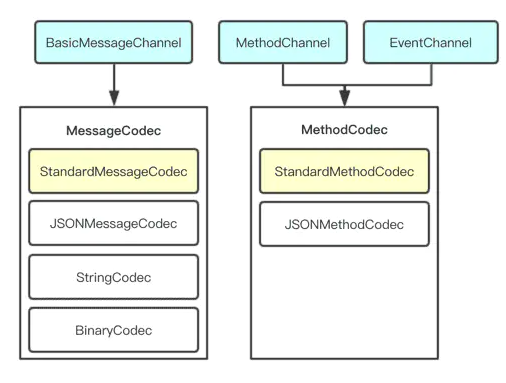 BasicMessageChannel
MethodChannel
EventChannel
MessageCodec
StandardMessageCodec
JSONMessageCodec
StringCodec
BinaryCodec
MethodCodec
StandardMethodCodec
JSONMethodCodec